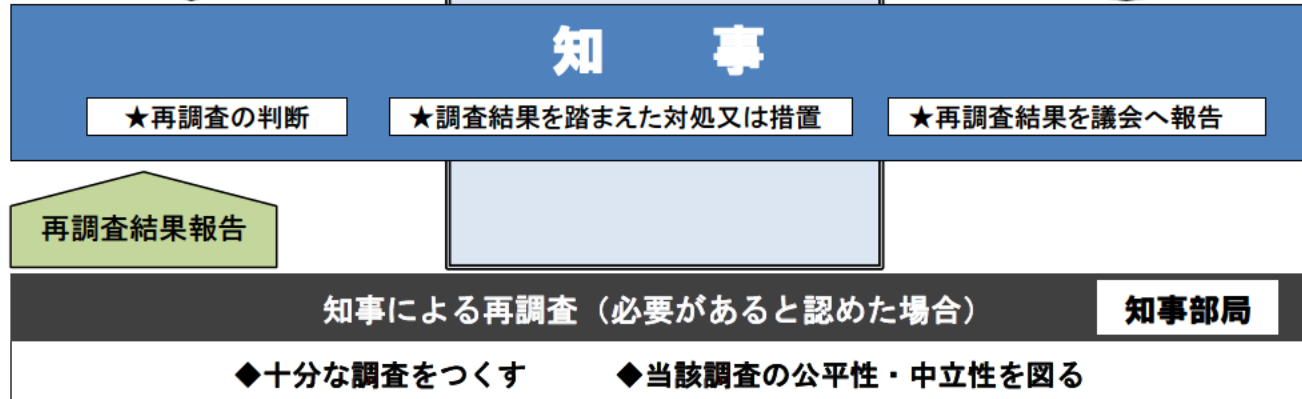 知　事
★再調査の判断
★調査結果を踏まえた対処又は措置
★再調査結果を議会へ報告
再調査結果報告
知事による再調査（必要があると認めた場合）
知事部局
◆十分な調査をつくす
◆当該調査の公平性・中立性を図る